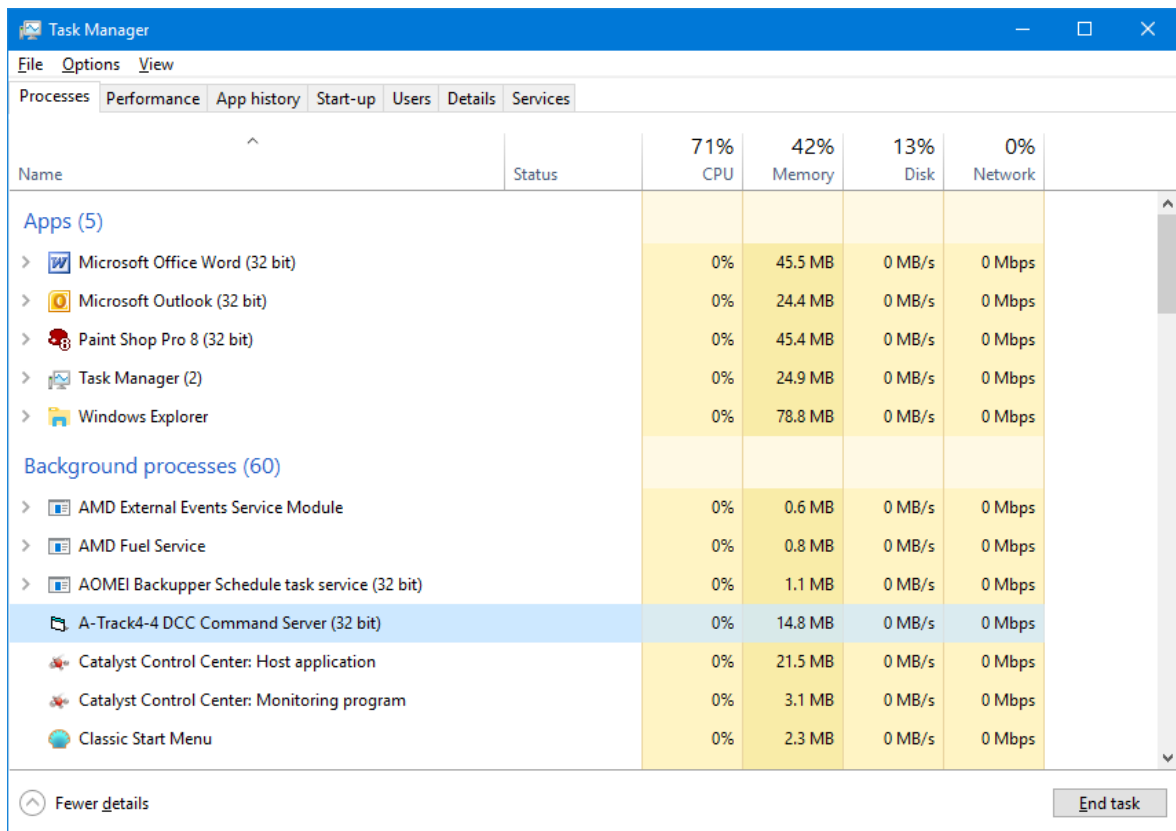 Task Manager
File Options View
Processes Performance App history Start-up Users Details Services
71% 42% 13% 0%
Name Status CPU Memory Disk Network
Apps (5)
Microsoft Office Word (32 bit) 0% 45.5 MB 0 MB/s 0 Mbps
Microsoft Outlook (32 bit) 0% 24.4 MB 0 MB/s 0 Mbps
Paint Shop Pro 8 (32 bit) 0% 45.4 MB 0 MB/s 0 Mbps
Task Manager (2) 0% 24.9 MB 0 MB/s 0 Mbps
Windows Explorer 0% 78.8 MB 0 MB/s 0 Mbps
Background processes (60)
AMD External Events Service Module 0% 0.6 MB 0 MB/s 0 Mbps
AMD Fuel Service 0% 0.8 MB 0 MB/s 0 Mbps
AOMEI Backupper Schedule task service (32 bit) 0% 1.1 MB 0 MB/s 0 Mbps
A-Track4-4 DCC Command Server (32 bit) 0% 14.8 MB 0 MB/s 0 Mbps
Catalyst Control Center: Host application 0% 21.5 MB 0 MB/s 0 Mbps
Catalyst Control Center: Monitoring program 0% 3.1 MB 0 MB/s 0 Mbps
Classic Start Menu 0% 2.3 MB 0 MB/s 0 Mbps
Fewer details End task